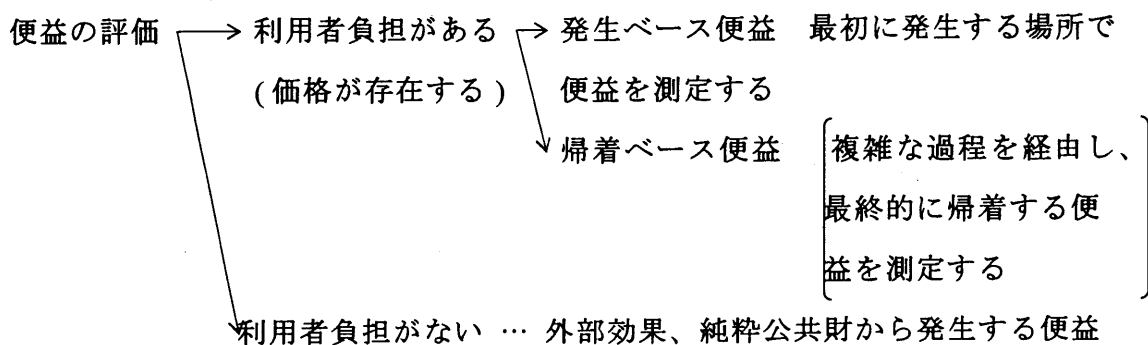 便益の評価 → 利用者負担がある → 発生ベース便益 最初に発生する場所で
(価格が存在する) 便益を測定する
帰着ベース便益 複雑な過程を経由し、
最終的に帰着する便
益を測定する
利用者負担がない … 外部効果、純粋公共財から発生する便益